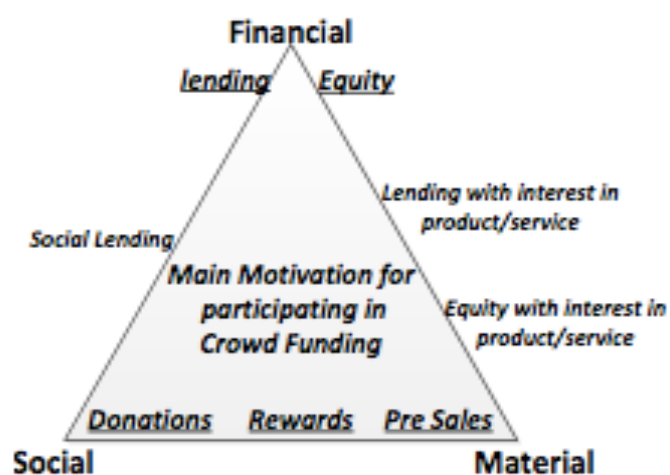 Financial
lending Equity
Lending with interest in
product/service
Social Lending
Main Motivation for
participating in
Crowd Funding
Equity with interest in
product/service
Donations Rewards Pre Sales
Social Material